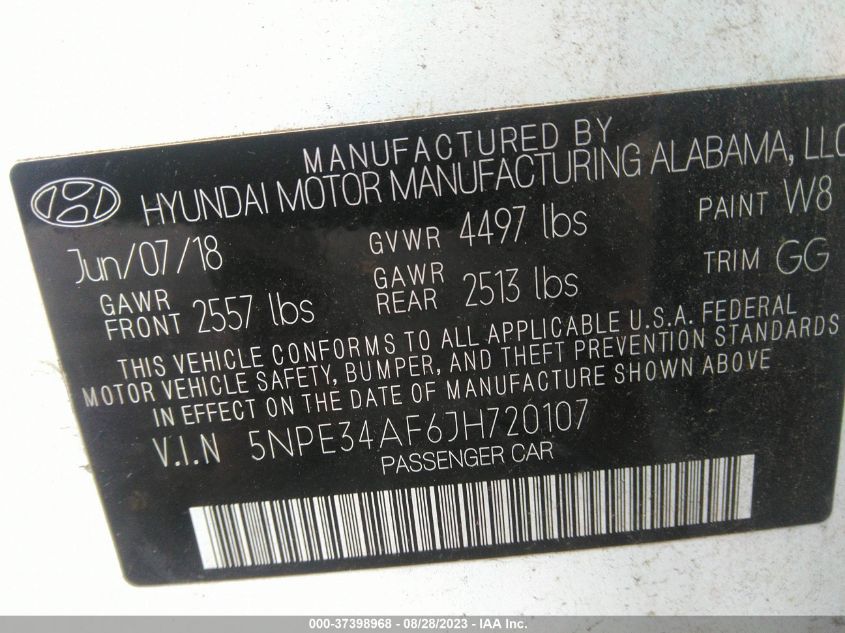 MANUFACTURED BY
HYUNDAI MOTOR MANUFACTURING ALABAMA, LLC
Jun/07/18 GVWR 4497 lbs PAINT W8
GAWR FRONT 2557 lbs GAWR REAR 2513 lbs TRIM GG
THIS VEHICLE CONFORMS TO ALL APPLICABLE U.S.A. FEDERAL
MOTOR VEHICLE SAFETY, BUMPER, AND THEFT PREVENTION STANDARDS
IN EFFECT ON THE DATE OF MANUFACTURE SHOWN ABOVE
V.I.N 5NPE34AF6JH720107
PASSENGER CAR
000-37398968 - 08/28/2023 - IAA Inc.